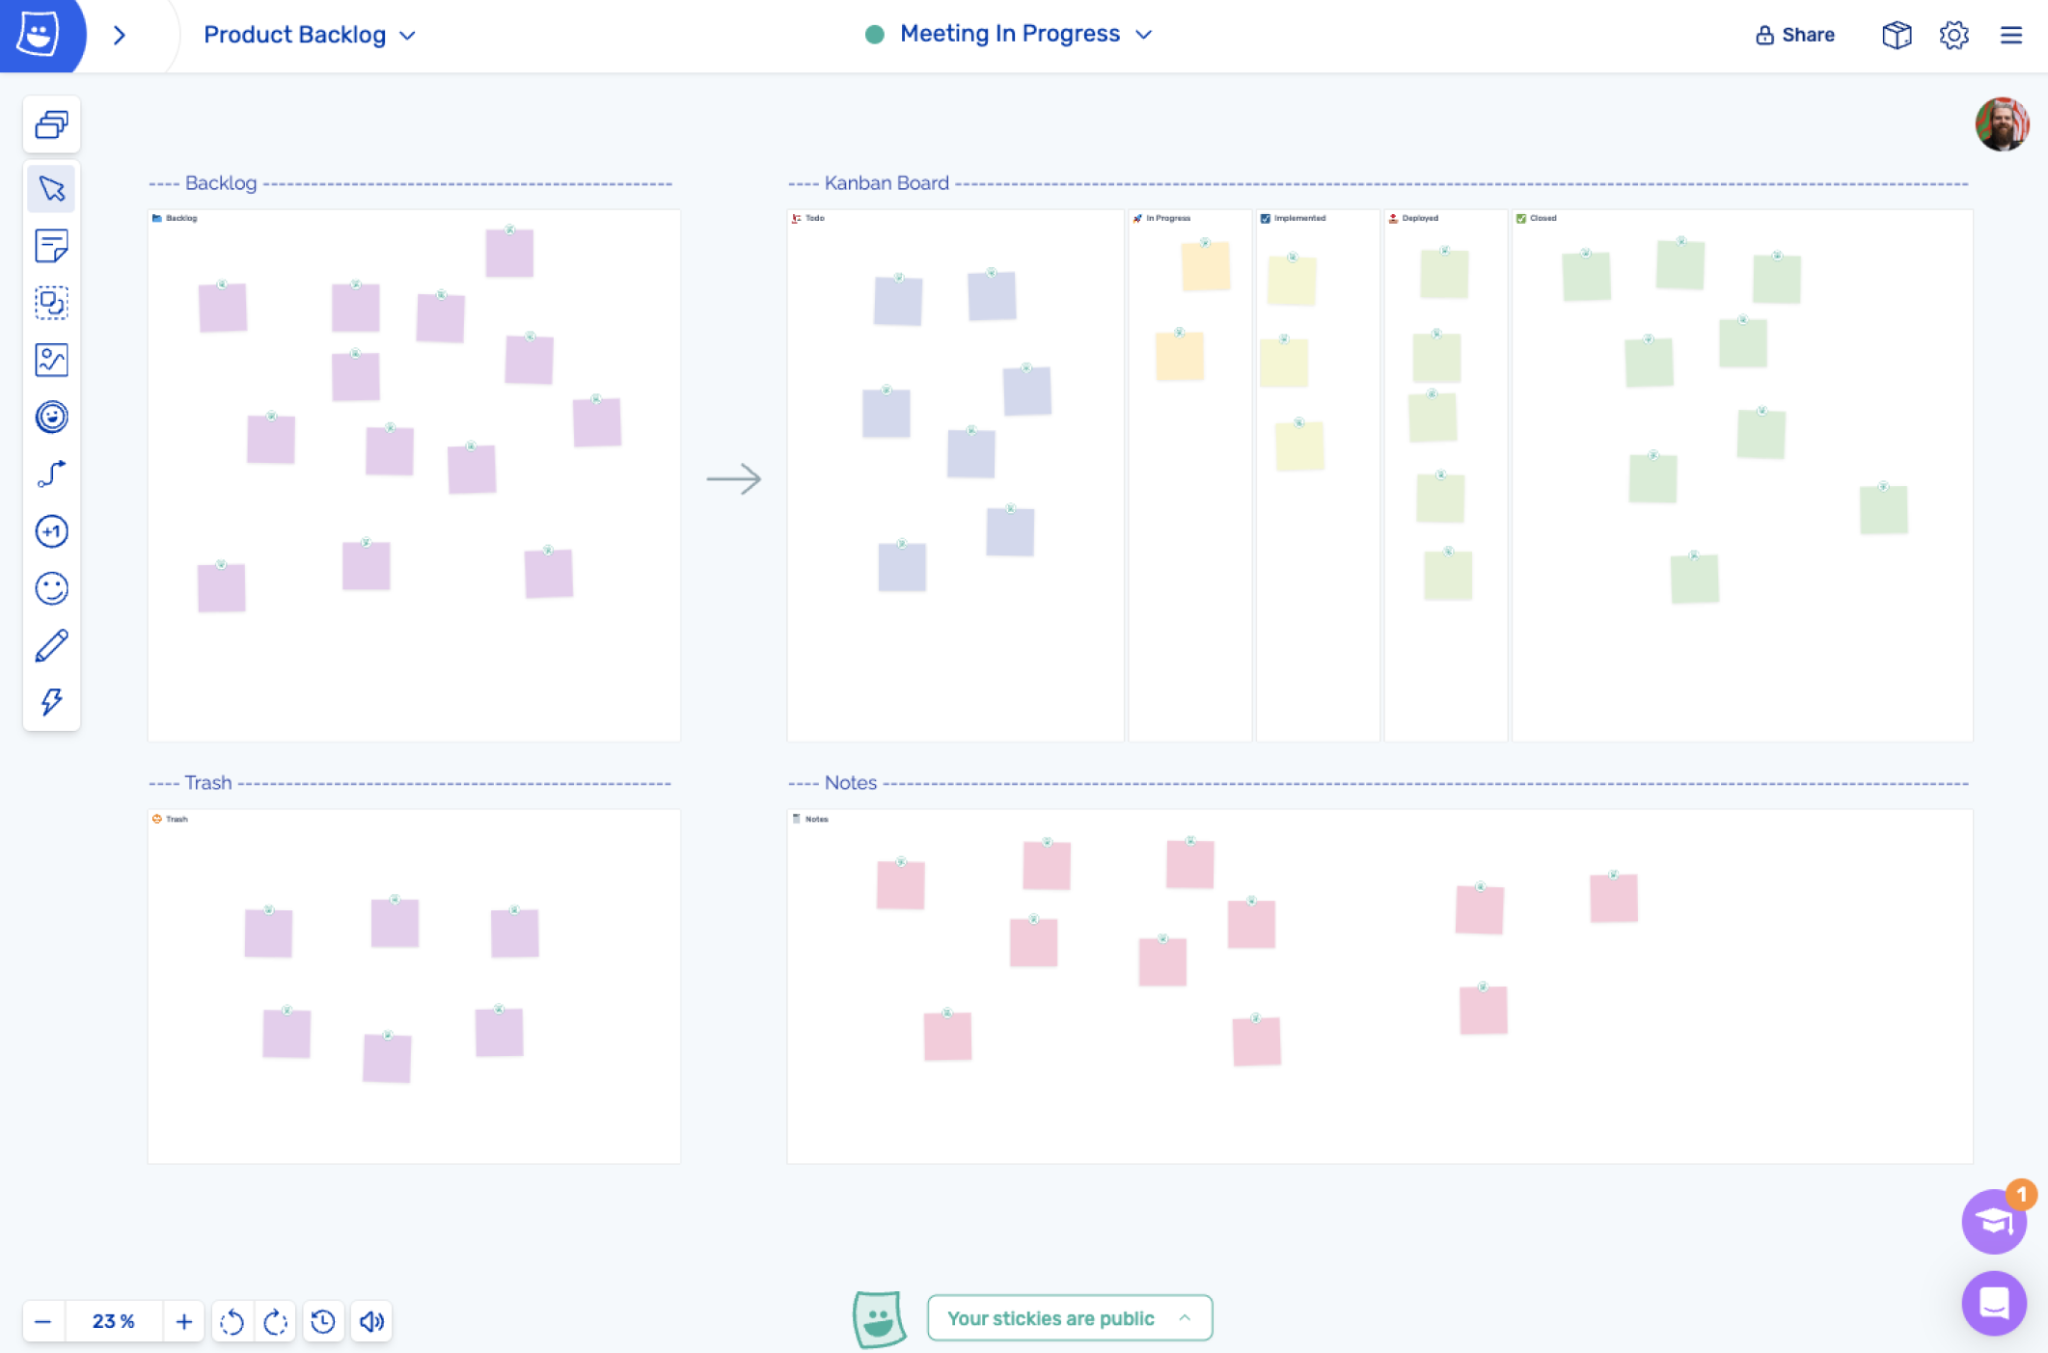 Product Backlog
Meeting In Progress
Share
---- Backlog
---- Kanban Board
Backlog
Todo
In Progress
Implemented
Deployed
Closed
+1
---- Trash
---- Notes
Trash
Notes
1
23 %
Your stickies are public